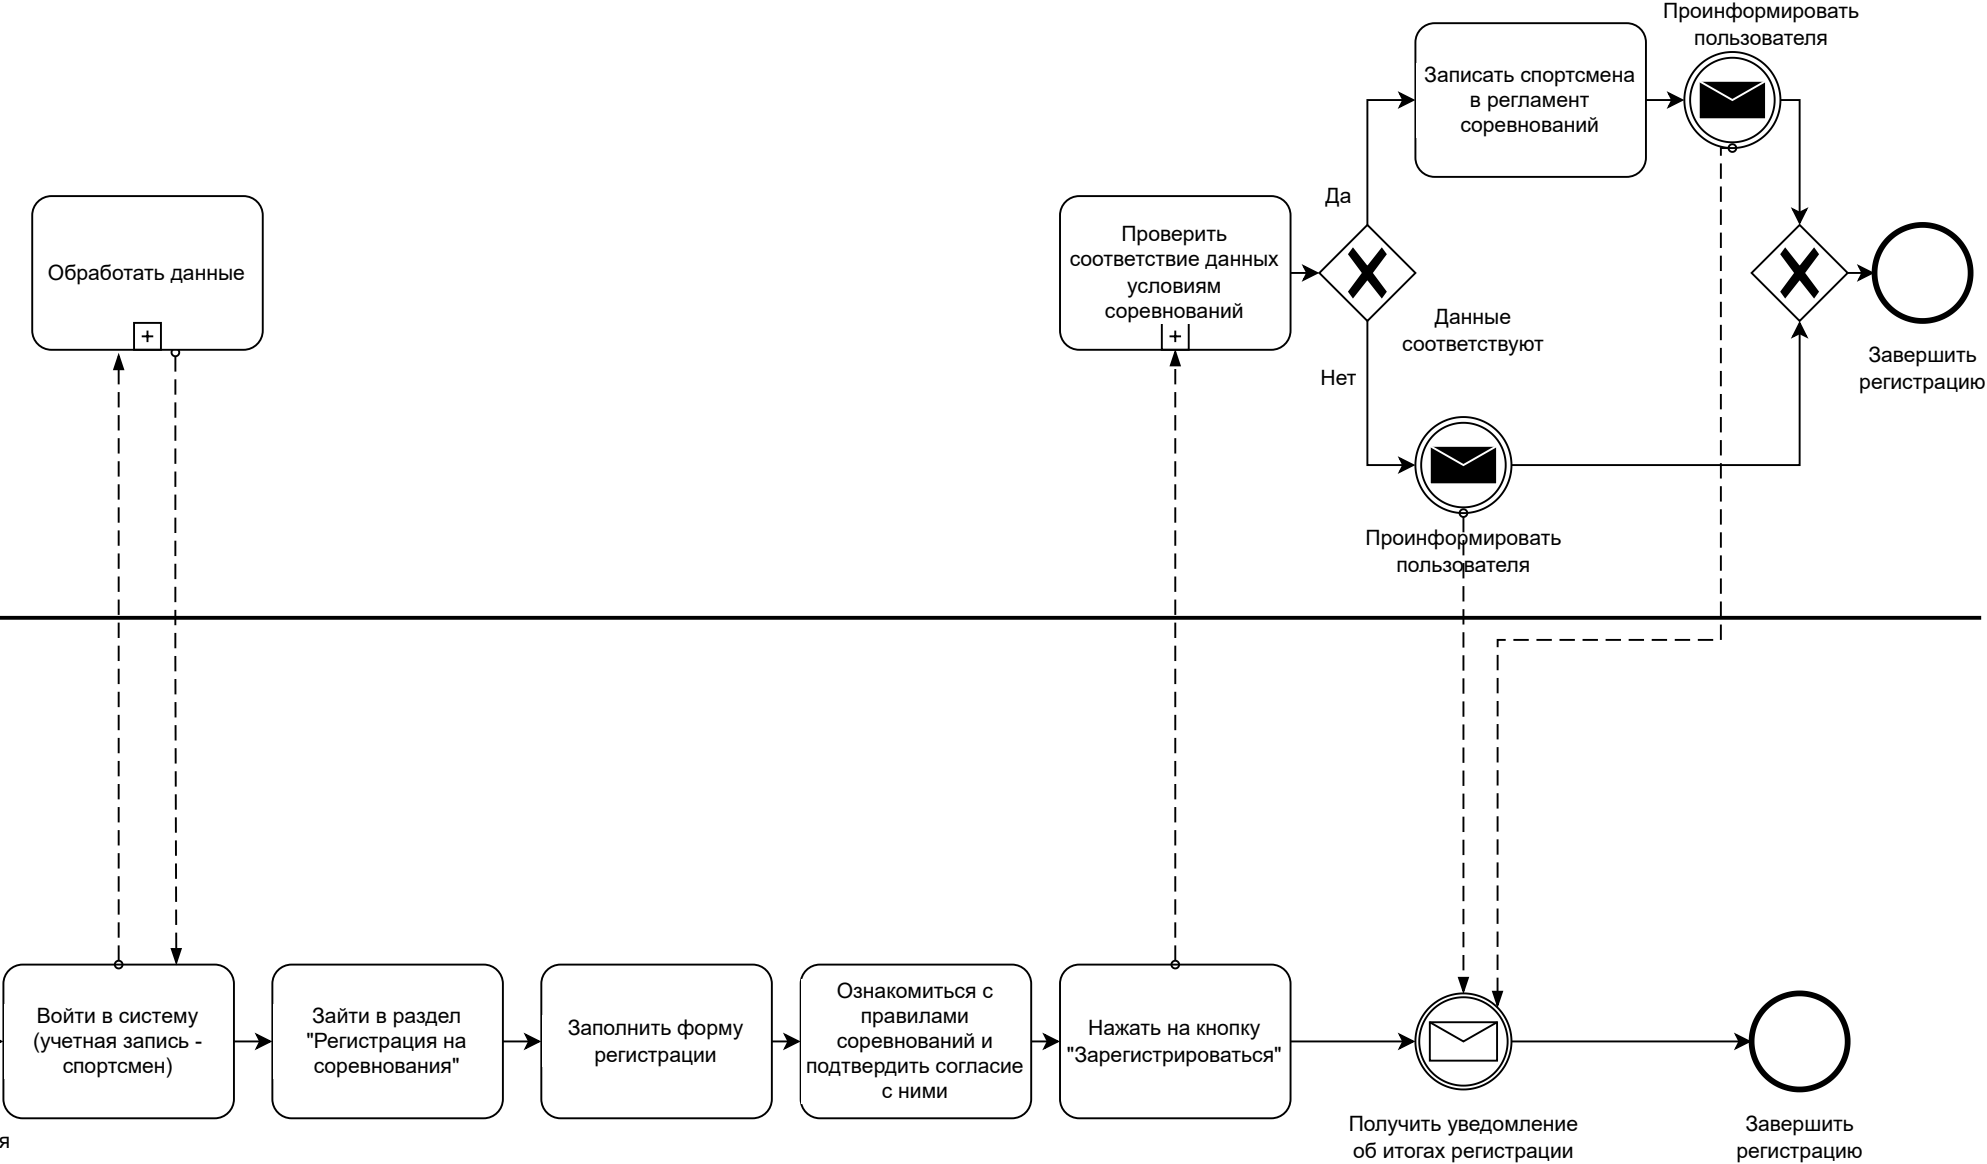 Проинформировать
пользователя
Записать спортсмена
в регламент
соревнований
Да
Обработать данные
+
Проверить
соответствие данных
условиям
соревнований
+
Данные
соответствуют
Нет
Завершить
регистрацию
Проинформировать
пользователя
Войти в систему
(учетная запись -
спортсмен)
Зайти в раздел
"Регистрация на
соревнования"
Заполнить форму
регистрации
Ознакомиться с
правилами
соревнований и
подтвердить согласие
с ними
Нажать на кнопку
"Зарегистрироваться"
Получить уведомление
об итогах регистрации
Завершить
регистрацию
я